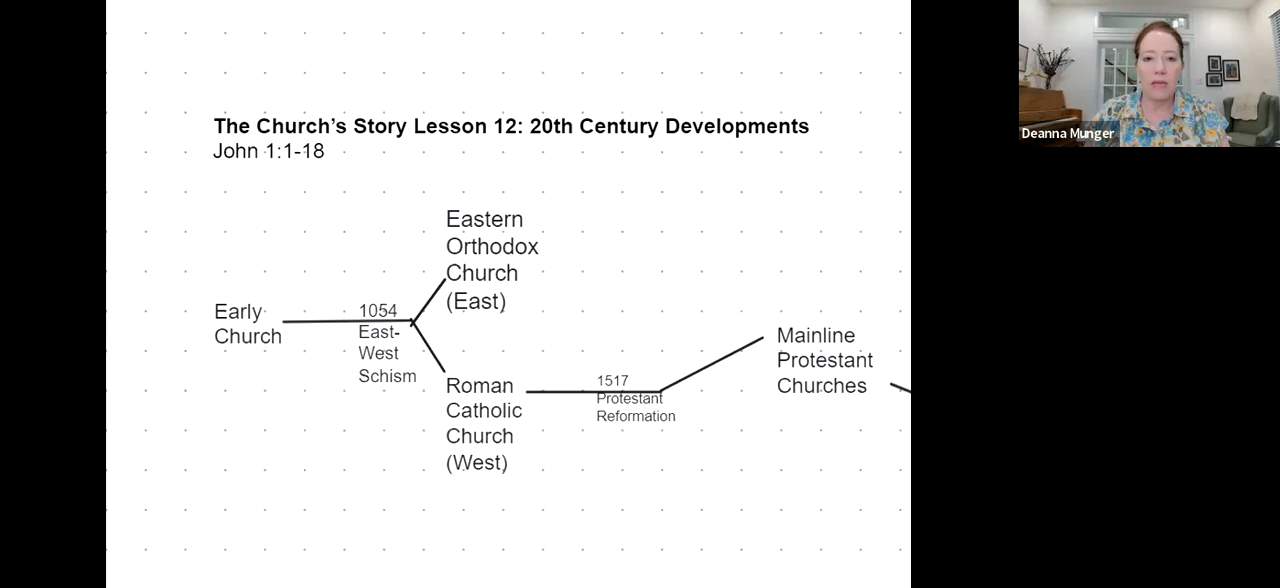 The Church’s Story Lesson 12: 20th Century Developments
John 1:1-18
Deanna Munger
Eastern
Orthodox
Church
(East)
Early
Church
1054
East-
West
Schism
Roman
Catholic
Church
(West)
1517
Protestant
Reformation
Mainline
Protestant
Churches